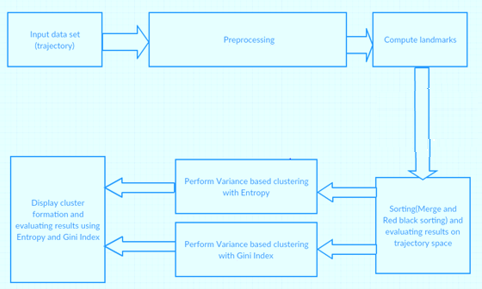 Input data set
(trajectory)
Preprocessing
Compute landmarks
Sorting(Merge and
Red black sorting) and
evaluating results on
trajectory space
Perform Variance based clustering
with Entropy
Perform Variance based clustering
with Gini Index
Display cluster
formation and
evaluating results using
Entropy and Gini Index